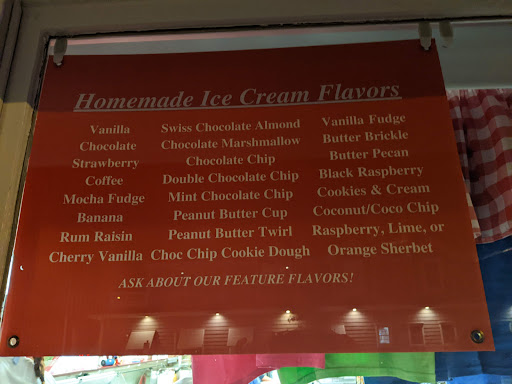 Homemade Ice Cream Flavors
Vanilla
Chocolate
Strawberry
Coffee
Mocha Fudge
Banana
Rum Raisin
Cherry Vanilla
Swiss Chocolate Almond
Chocolate Marshmallow
Chocolate Chip
Double Chocolate Chip
Mint Chocolate Chip
Peanut Butter Cup
Peanut Butter Twirl
Choc Chip Cookie Dough
Vanilla Fudge
Butter Brickle
Butter Pecan
Black Raspberry
Cookies & Cream
Coconut/Coco Chip
Raspberry, Lime, or
Orange Sherbet
ASK ABOUT OUR FEATURE FLAVORS!